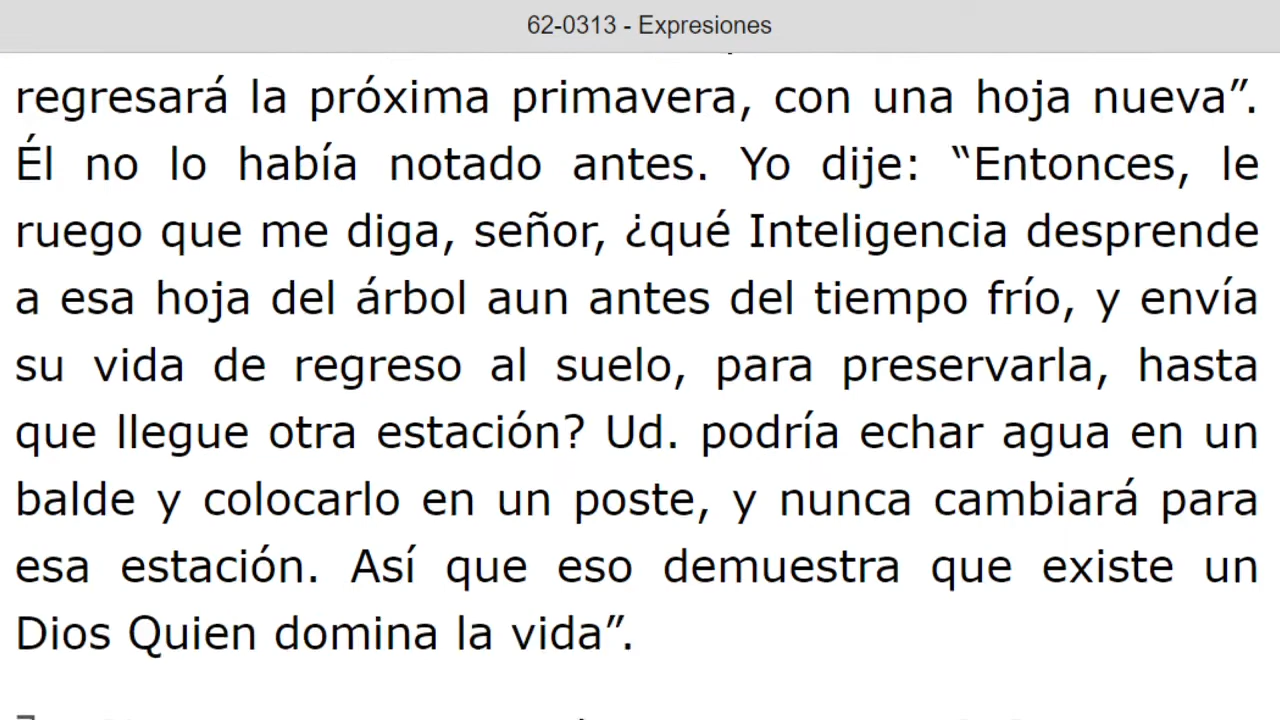 62-0313 - Expresiones
regresará la próxima primavera, con una hoja nueva”.
Él no lo había notado antes. Yo dije: “Entonces, le
ruego que me diga, señor, ¿qué Inteligencia desprende
a esa hoja del árbol aun antes del tiempo frío, y envía
su vida de regreso al suelo, para preservarla, hasta
que llegue otra estación? Ud. podría echar agua en un
balde y colocarlo en un poste, y nunca cambiará para
esa estación. Así que eso demuestra que existe un
Dios Quien domina la vida”.